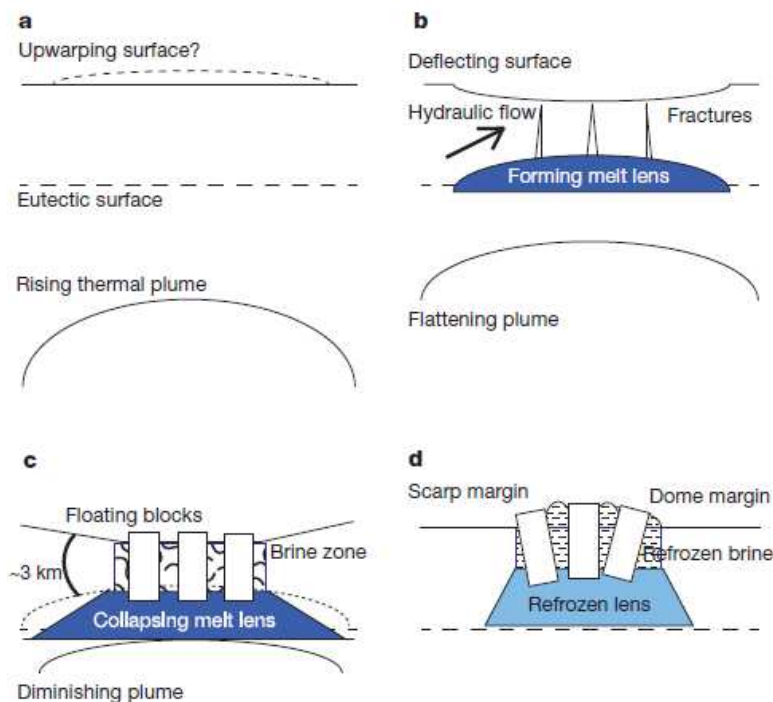 a
Upwarping surface?
Eutectic surface
Rising thermal plume
b
Deflecting surface
Hydraulic flow
Fractures
Forming melt lens
Flattening plume
c
Floating blocks
Brine zone
~3 km
Collapsing melt lens
Diminishing plume
d
Scarp margin
Dome margin
Refrozen brine
Refrozen lens